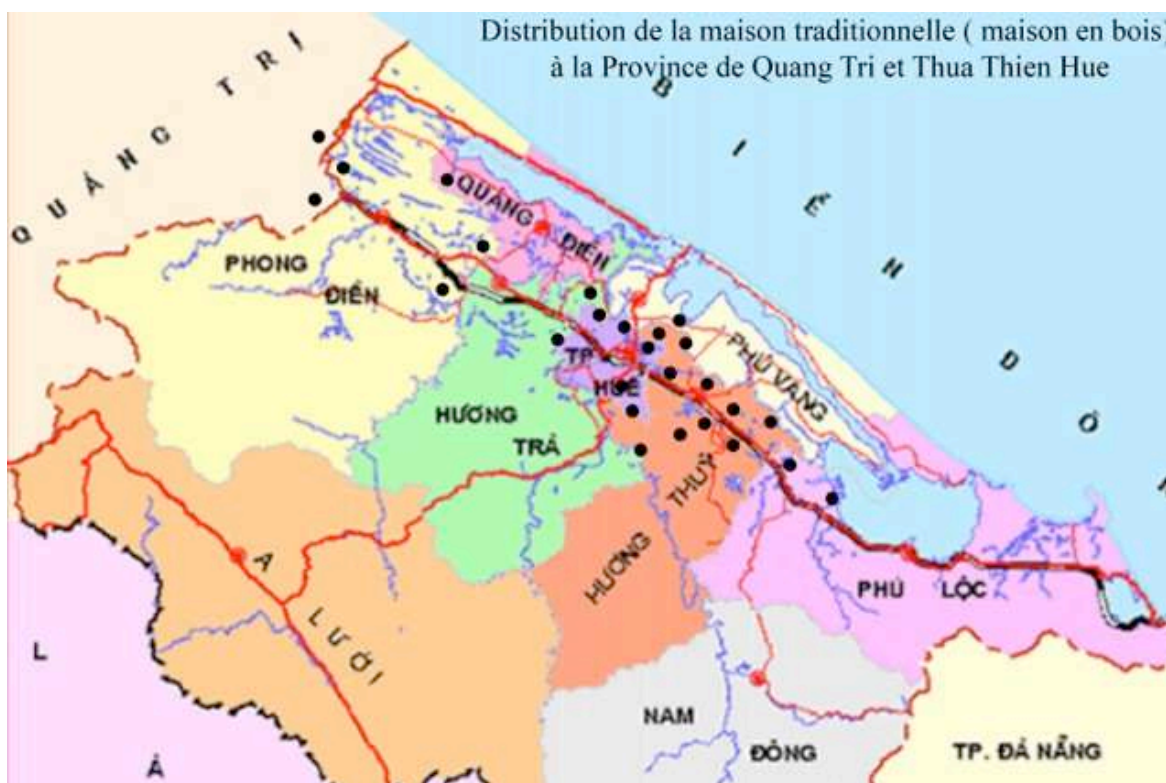 Distribution de la maison traditionnelle ( maison en bois)
à la Province de Quang Tri et Thua Thien Hue
QUẢNG TRỊ
BIỂN ĐÔ
QUẢNG
ĐIỀN
PHONG
ĐIỀN
PHÚ VANG
TP
HUẾ
HƯƠNG
TRÀ
THUỶ
HƯƠNG
A
LƯỚI
PHÚ LỘC
L
À
NAM
ĐÔNG
TP. ĐÀ NẴNG